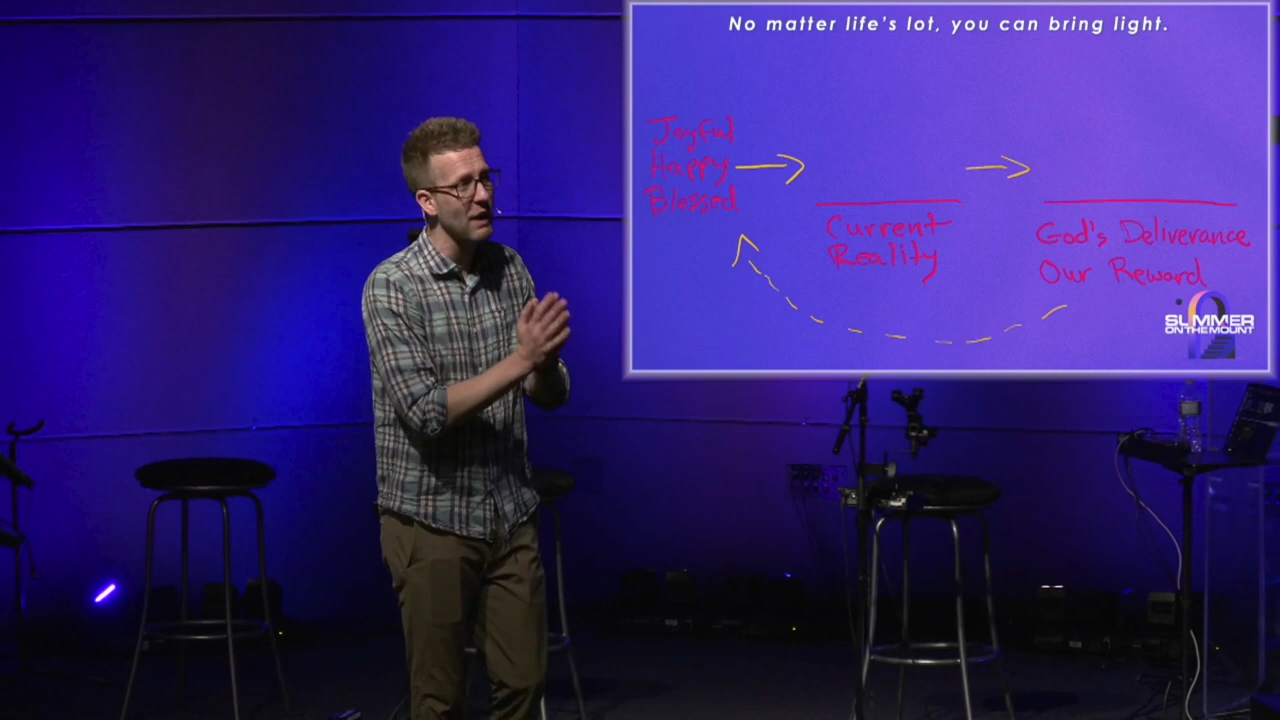 No matter life's lot, you can bring light.
Joyful
Happy
Blessed
Current
Reality
God's Deliverance
Our Reward
SUMMER
ON THE MOUNT